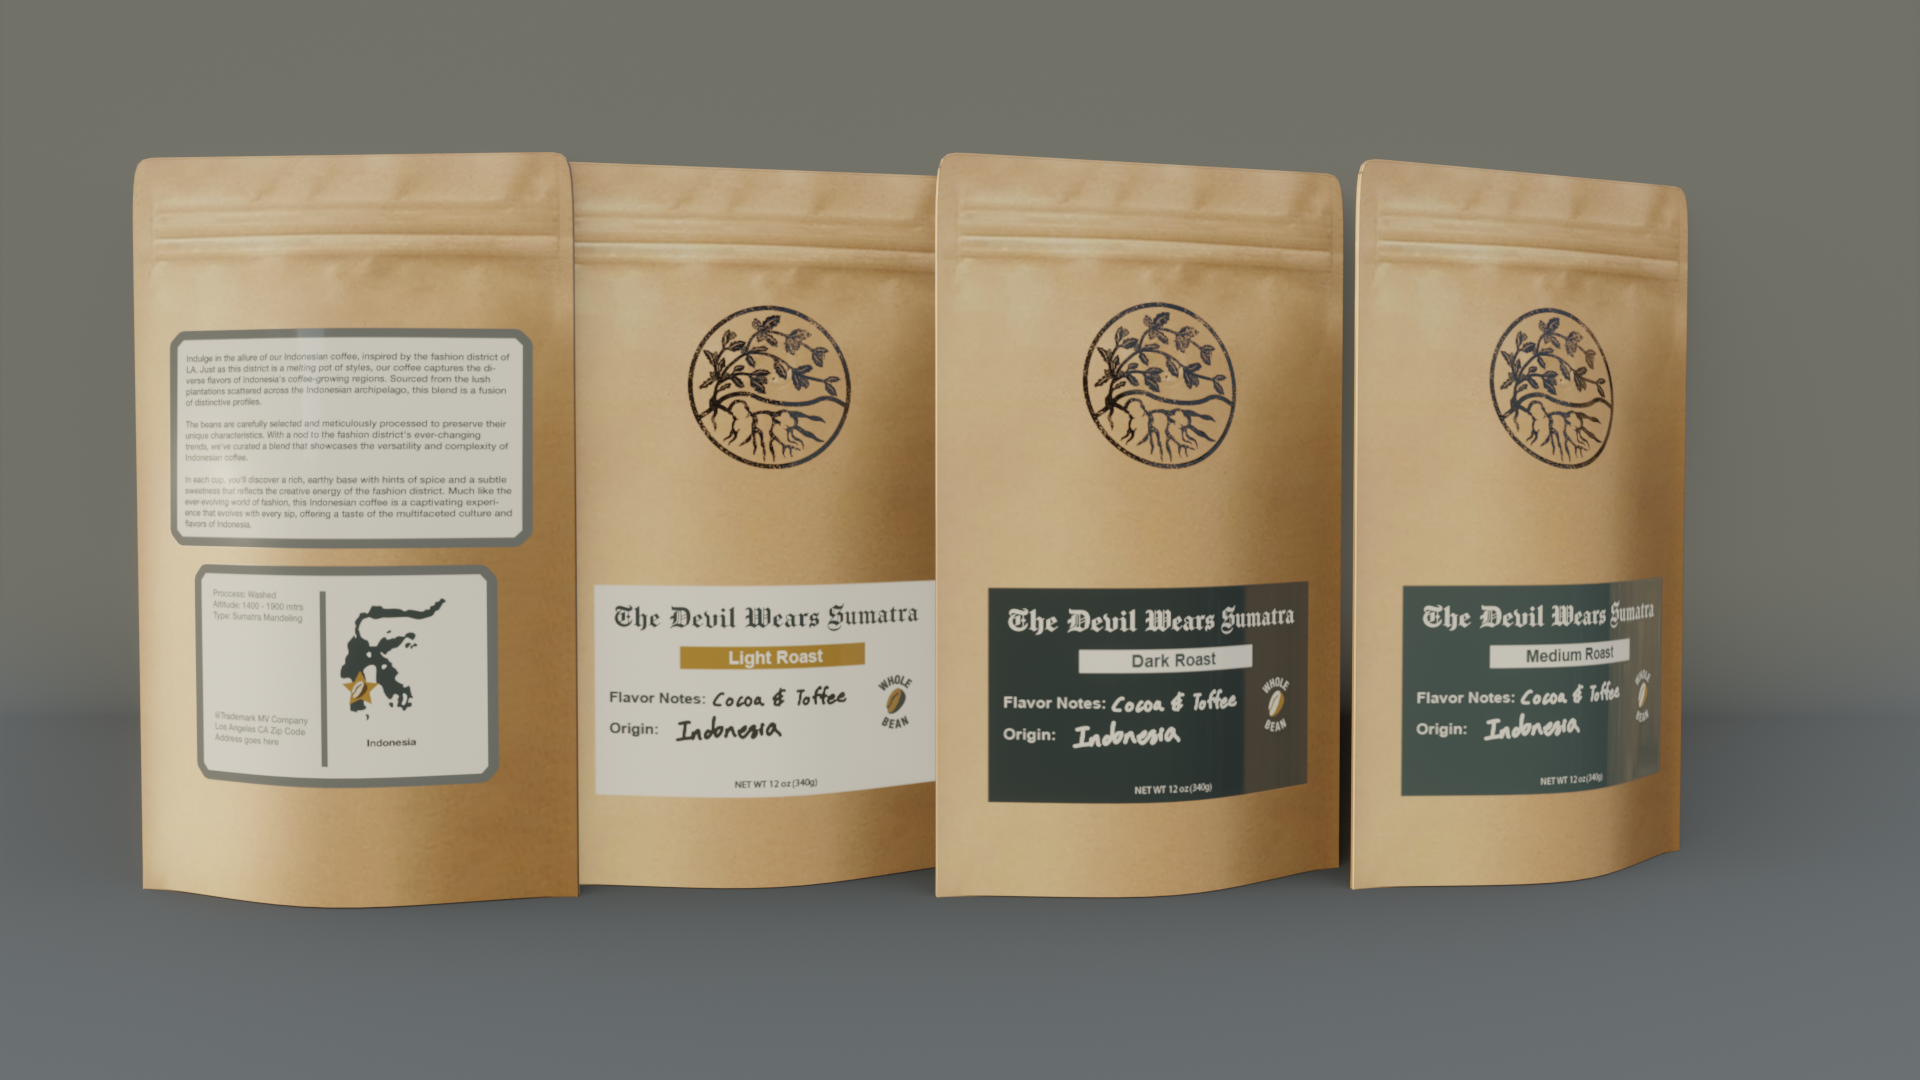 Indulge in the allure of our Indonesian coffee, inspired by the fashion district of
LA. Just as this district is a melting pot of styles, our coffee captures the di-
verse flavors of Indonesia's coffee-growing regions. Sourced from the lush
plantations scattered across the Indonesian archipelago, this blend is a fusion
of distinctive profiles.
The beans are carefully selected and meticulously processed to preserve their
unique characteristics. With a nod to the fashion district's ever-changing
trends, we've curated a blend that showcases the versatility and complexity of
Indonesian coffee.
In each cup, you'll discover a rich, earthy base with hints of spice and a subtle
sweetness that reflects the creative energy of the fashion district. Much like the
ever-evolving world of fashion, this Indonesian coffee is a captivating experi-
ence that evolves with every sip, offering a taste of the multifaceted culture and
flavors of Indonesia.
Proccess: Washed
Altitude: 1400 - 1900 mtrs
Type: Sumatra Mandeling
@Trademark MV Company
Los Angeles CA Zip Code
Address goes here
Indonesia
The Devil Wears Sumatra
Light Roast
Flavor Notes: Cocoa & Toffee
Origin: Indonesia
WHOLE
BEAN
NET WT 12 oz (340g)
The Devil Wears Sumatra
Dark Roast
Flavor Notes: Cocoa & Toffee
Origin: Indonesia
WHOLE
BEAN
NET WT 12 oz (340g)
The Devil Wears Sumatra
Medium Roast
Flavor Notes: Cocoa & Toffee
Origin: Indonesia
WHOLE
BEAN
NET WT 12 oz (340g)